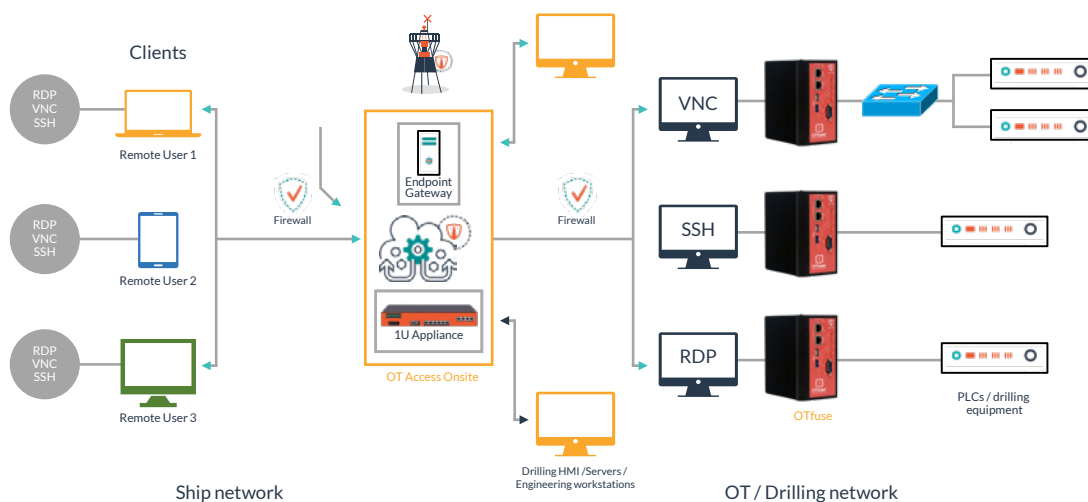 Clients
RDP
VNC
SSH
Remote User 1
RDP
VNC
SSH
Remote User 2
RDP
VNC
SSH
Remote User 3
Firewall
Endpoint
Gateway
1U Appliance
OT Access Onsite
Firewall
Drilling HMI /Servers /
Engineering workstations
VNC
SSH
RDP
OTfuse
PLCs / drilling
equipment
Ship network
OT / Drilling network